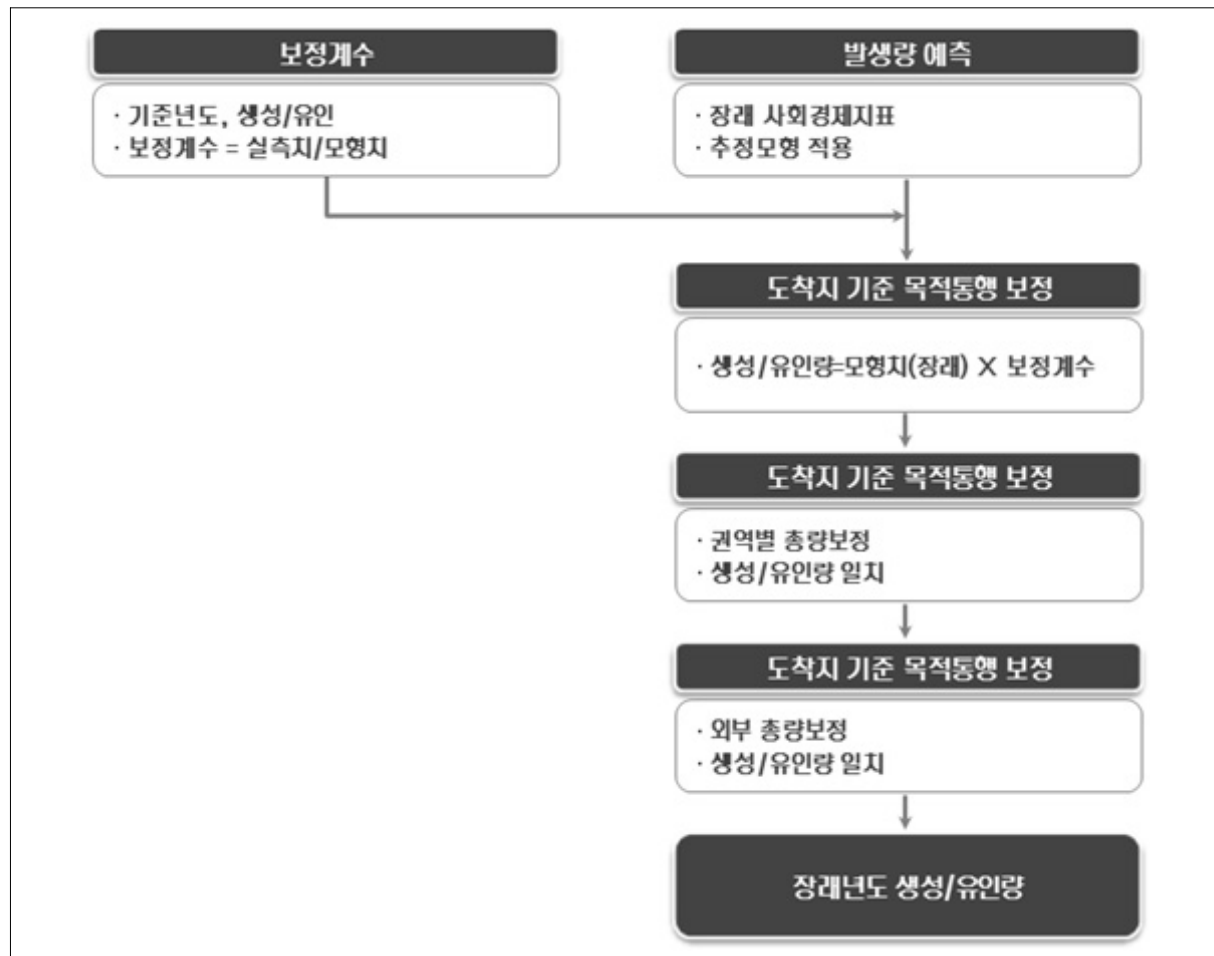 보정계수
· 기준년도, 생성/유인
· 보정계수 = 실측치/모형치
발생량 예측
· 장래 사회경제지표
· 추정모형 적용
도착지 기준 목적통행 보정
· 생성/유인량=모형치(장래) X 보정계수
도착지 기준 목적통행 보정
· 권역별 총량보정
· 생성/유인량 일치
도착지 기준 목적통행 보정
· 외부 총량보정
· 생성/유인량 일치
장래년도 생성/유인량